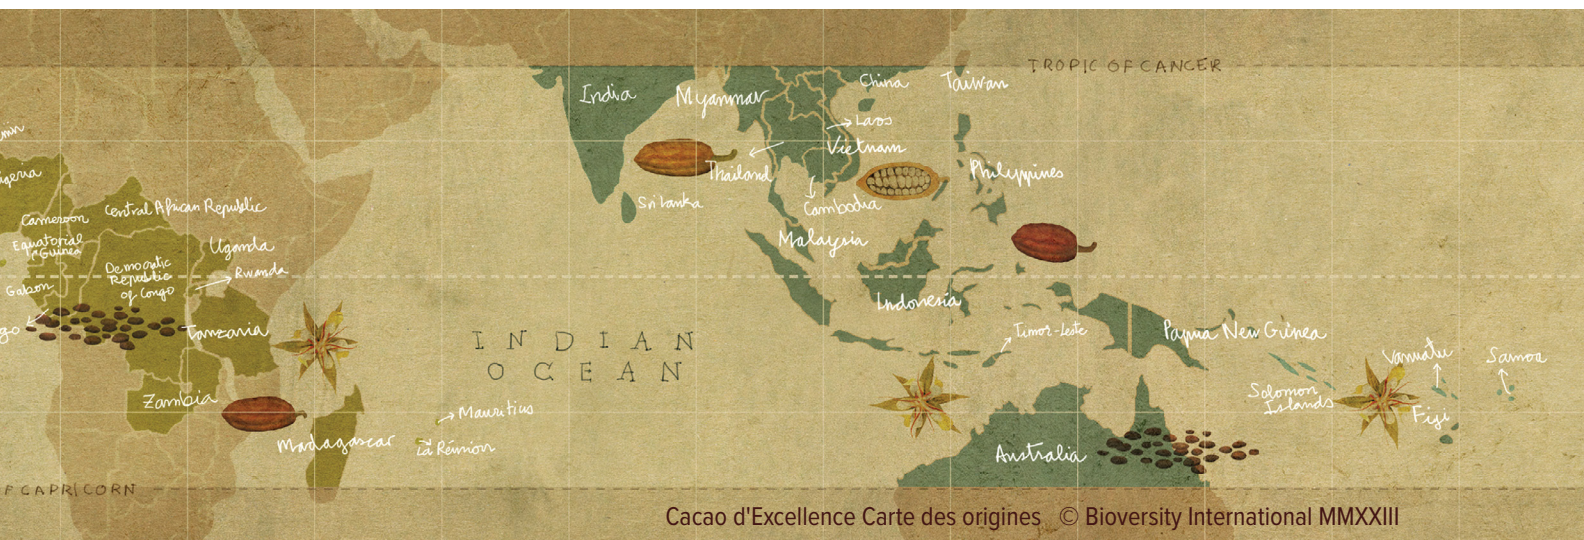 TROPIC OF CANCER
India
Myanmar
China
Taiwan
Laos
Vietnam
Thailand
Philippines
Sri Lanka
Cambodia
Malaysia
Cameroon
Central African Republic
Equatorial
Guinea
Uganda
Democratic
Republic
of Congo
Rwanda
Gabon
Indonesia
Tanzania
Timor-Leste
Papua New Guinea
INDIAN
OCEAN
Vanuatu
Samoa
Solomon
Islands
Zambia
Mauritius
Fiji
Madagascar
La Réunion
Australia
F CAPRICORN
Cacao d'Excellence Carte des origines © Bioversity International MMXXIII